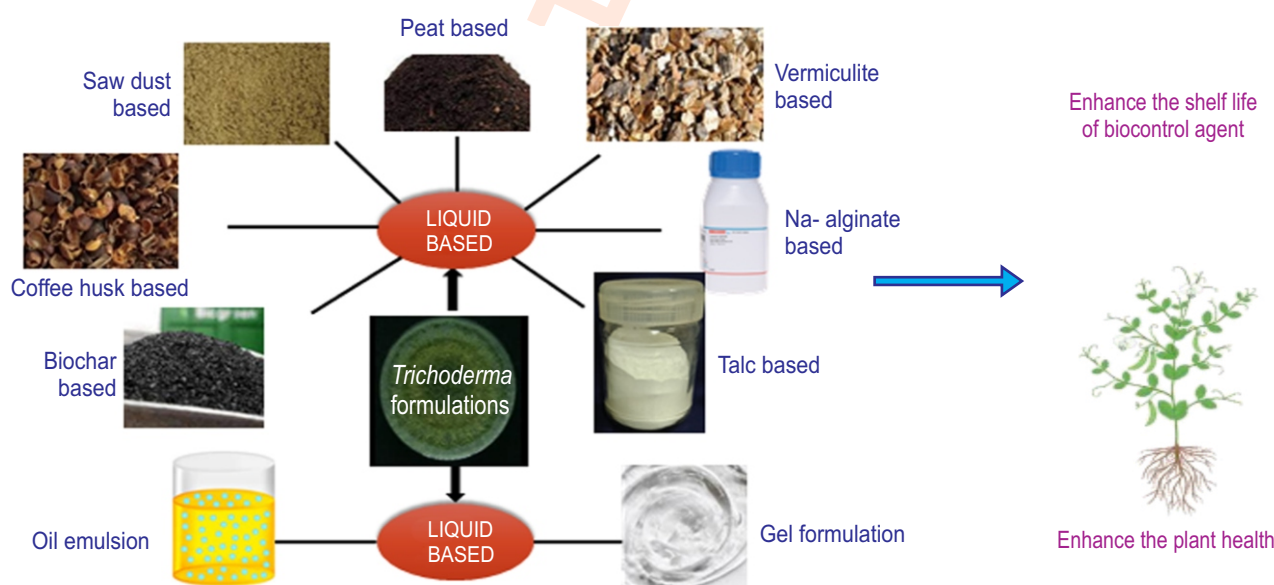 Peat based
Saw dust
based
Vermiculite
based
Enhance the shelf life
of biocontrol agent
LIQUID
BASED
Na- alginate
based
Coffee husk based
Biochar
based
Trichoderma
formulations
Talc based
Oil emulsion
LIQUID
BASED
Gel formulation
Enhance the plant health